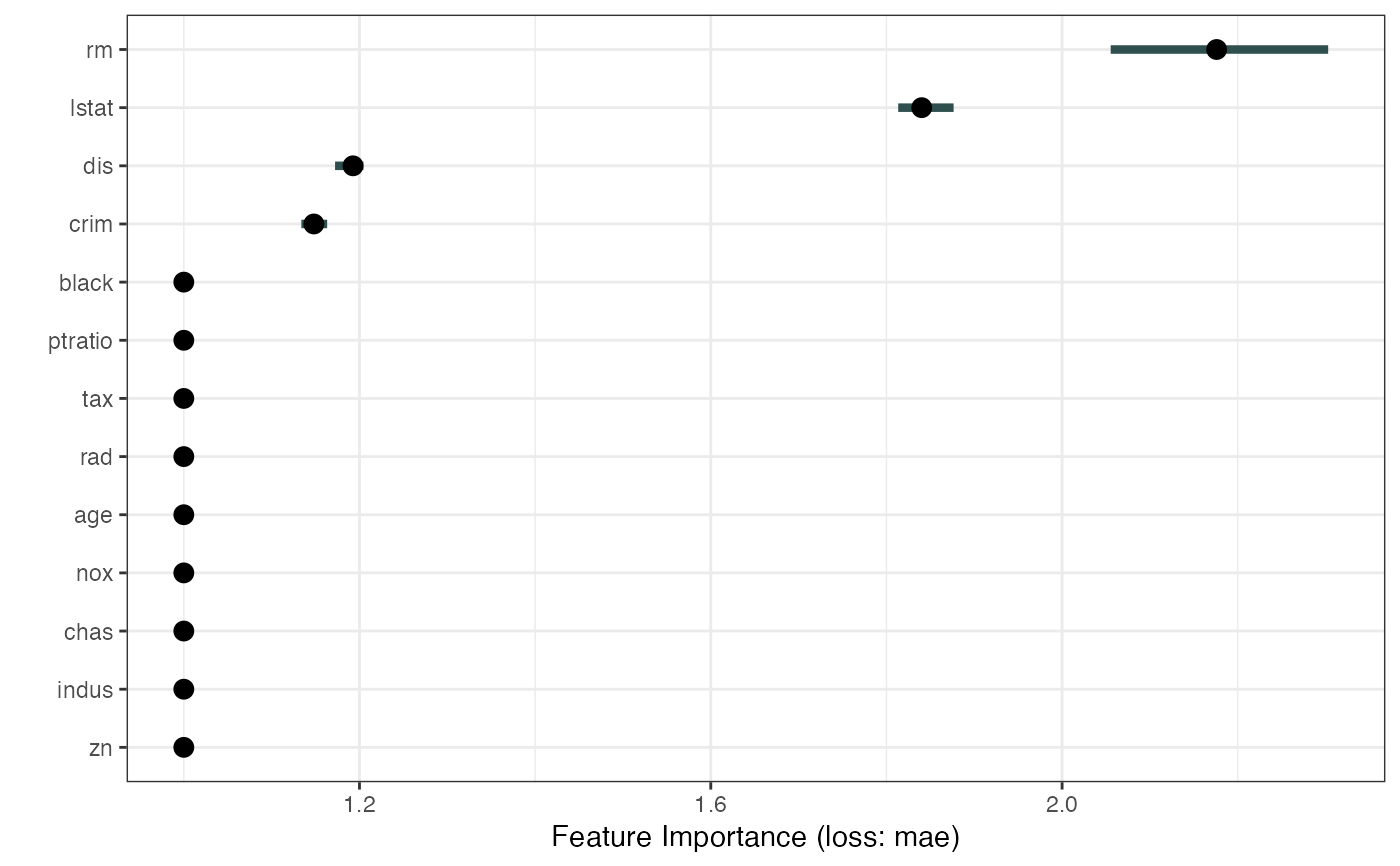 rm
lstat
dis
crim
black
ptratio
tax
rad
age
nox
chas
indus
zn
1.2 1.6 2.0
Feature Importance (loss: mae)